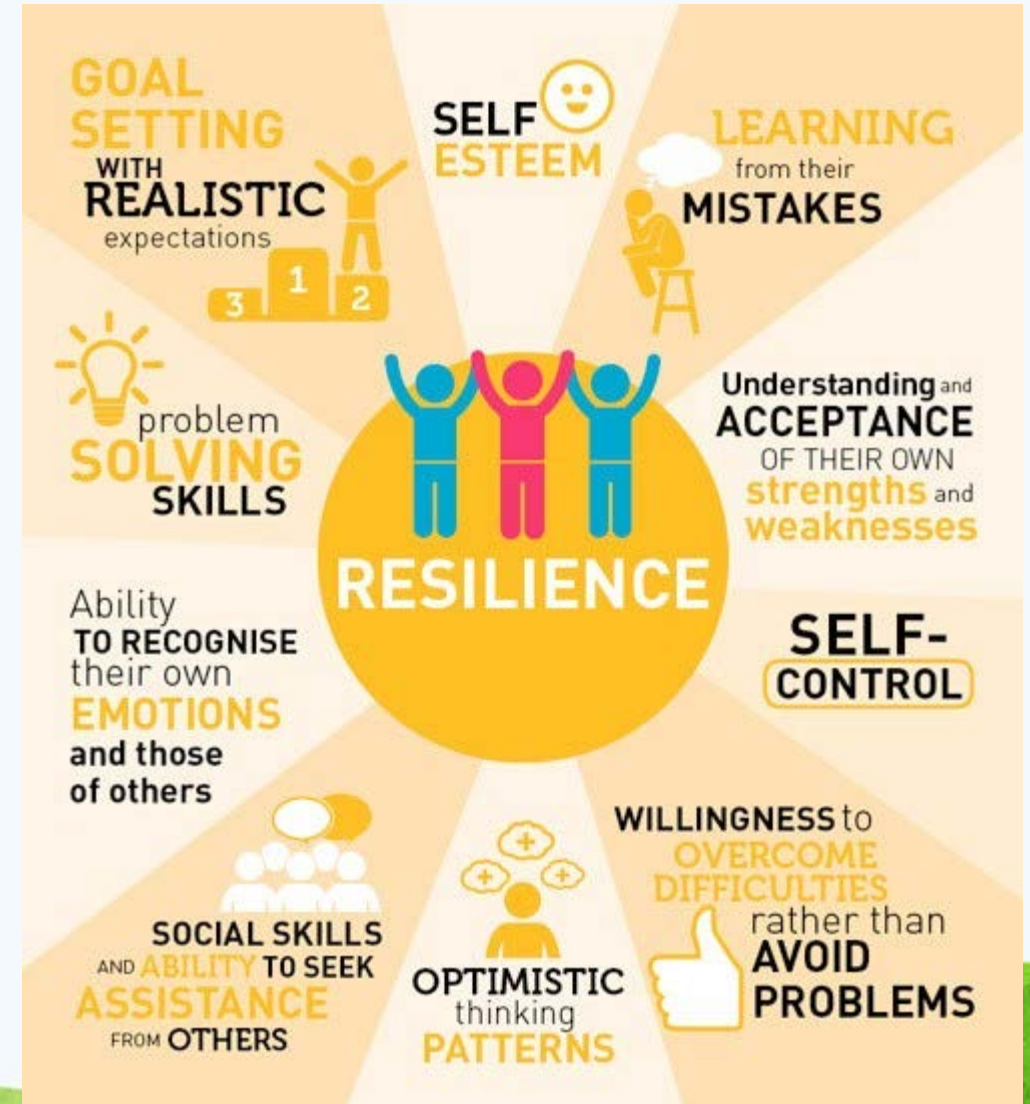 GOAL
SETTING
WITH
REALISTIC
expectations
1
2
3
SELF
ESTEEM
LEARNING
from their
MISTAKES
Understanding and
ACCEPTANCE
OF THEIR OWN
strengths and
weaknesses
SELF-
CONTROL
WILLINGNESS to
OVERCOME
DIFFICULTIES
rather than
AVOID
PROBLEMS
OPTIMISTIC
thinking
PATTERNS
SOCIAL SKILLS
AND ABILITY TO SEEK
ASSISTANCE
FROM OTHERS
Ability
TO RECOGNISE
their own
EMOTIONS
and those
of others
problem
SOLVING
SKILLS
RESILIENCE